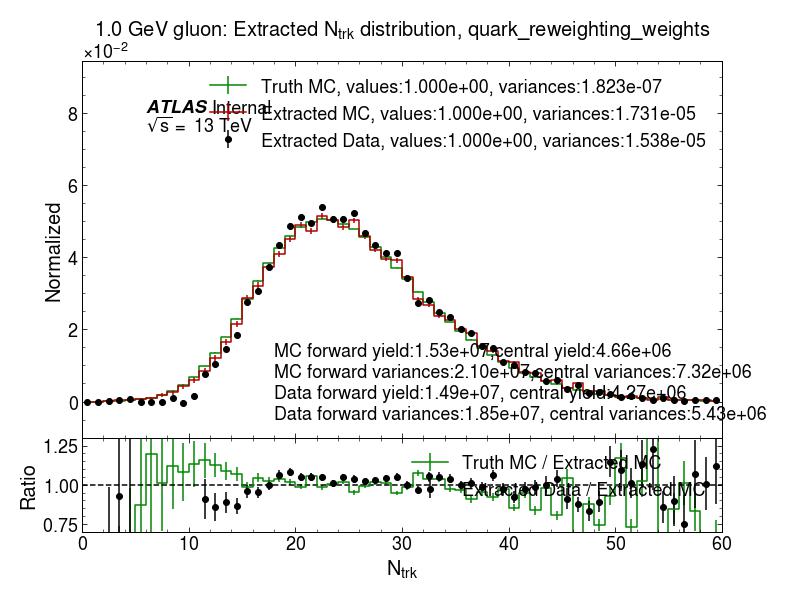 1.0 GeV gluon: Extracted Ntrk distribution, quark_reweighting_weights
×10−2
Truth MC, values:1.000e+00, variances:1.823e-07
ATLAS Internal
Extracted MC, values:1.000e+00, variances:1.731e-05
√s = 13 TeV
Extracted Data, values:1.000e+00, variances:1.538e-05
8
6
4
2
0
Normalized
MC forward yield:1.53e+07, central yield:4.66e+06
MC forward variances:2.10e+07, central variances:7.32e+06
Data forward yield:1.49e+07, central yield:4.27e+06
Data forward variances:1.85e+07, central variances:5.43e+06
1.25
1.00
0.75
Ratio
Truth MC / Extracted MC
Extracted Data / Extracted MC
0 10 20 30 40 50 60
Ntrk